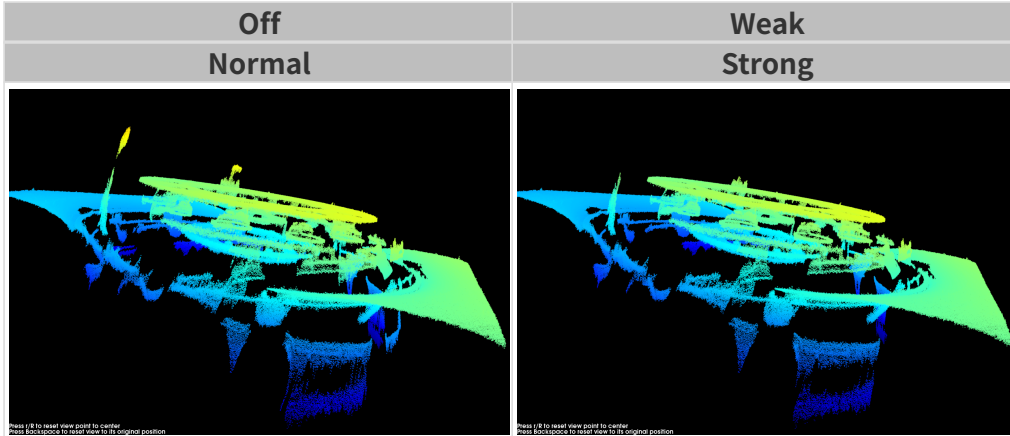 Off
Weak
Normal
Strong
Press r/R to reset view point to center
Press Backspace to reset view to its original position
Press r/R to reset view point to center
Press Backspace to reset view to its original position